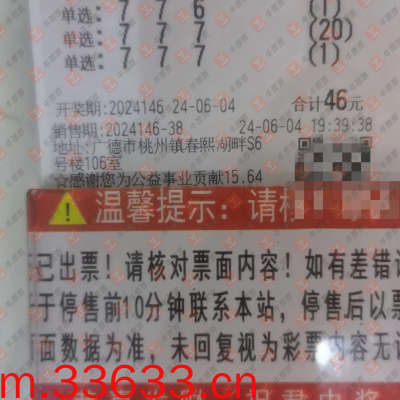 单选: 7 7 6 (1)
单选: 7 7 7 (20)
单选: 7 7 7 (1)
开奖期:2024146 24-06-04 合计46元
销售期:2024146-38 24-06-04 19:39:38
地址:广德市桃州镇春熙湖畔S6
号楼106室
☆感谢您为公益事业贡献15.64
温馨提示: 请核
已出票!请核对票面内容!如有差错请
于停售前10分钟联系本站,停售后以票
面数据为准,未回复视为彩票内容无
m.33633.cn
君中奖